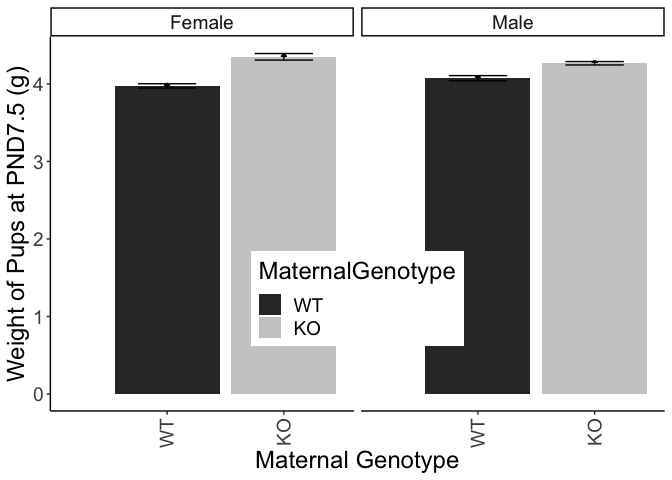 Female
Male
Weight of Pups at PND7.5 (g)
4
3
2
1
0
MaternalGenotype
WT
KO
WT
KO
WT
KO
Maternal Genotype